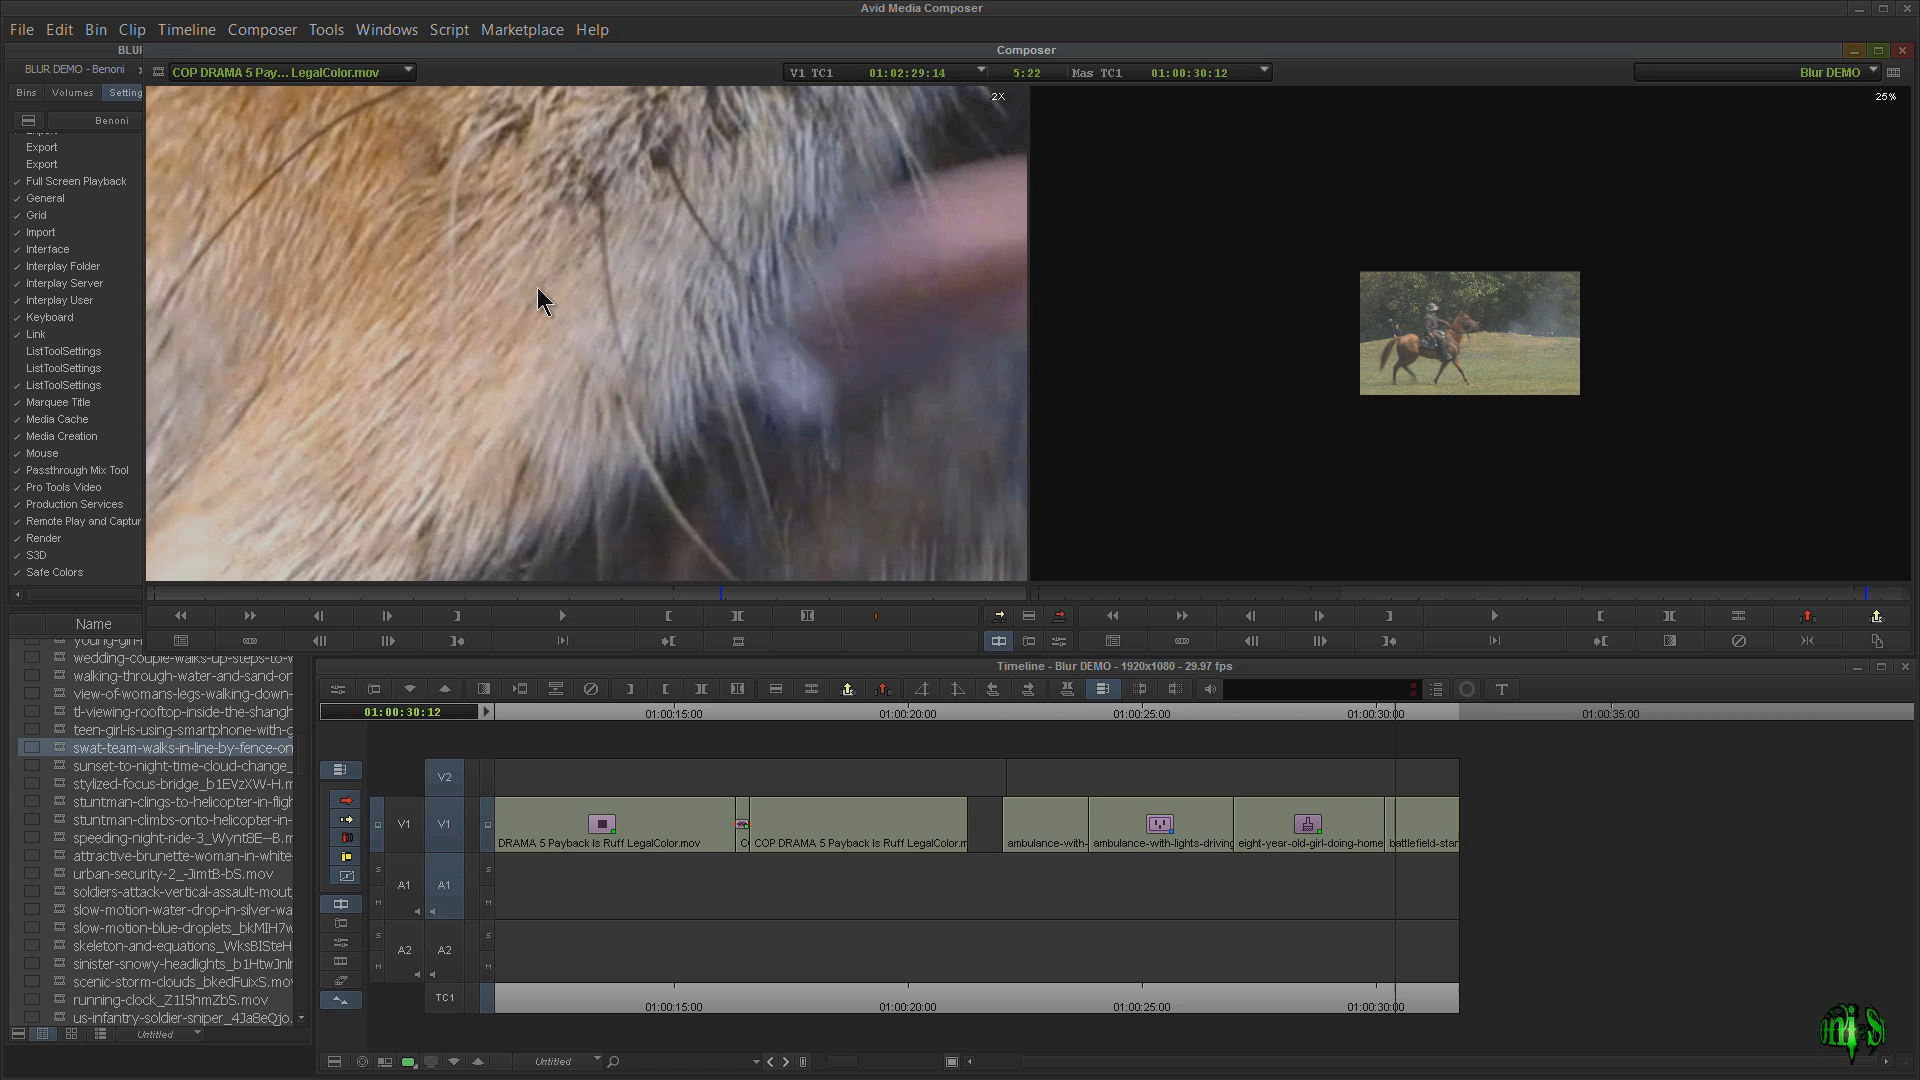 Avid Media Composer
File Edit Bin Clip Timeline Composer Tools Windows Script Marketplace Help
BLUR
Composer
BLUR DEMO - Benoni
COP DRAMA 5 Pay... LegalColor.mov
V1 TC1 01:02:29:14 5:22 Mas TC1 01:00:30:12
Blur DEMO
Bins Volumes Setting
2X
25%
Benoni
Export
Export
Full Screen Playback
General
Grid
Import
Interface
Interplay Folder
Interplay Server
Interplay User
Keyboard
Link
ListToolSettings
ListToolSettings
ListToolSettings
Marquee Title
Media Cache
Media Creation
Mouse
Passthrough Mix Tool
Pro Tools Video
Production Services
Remote Play and Captur
Render
S3D
Safe Colors
Name
young-girl-
wedding-couple-walks-up-steps-to-w
walking-through-water-and-sand-on
view-of-womans-legs-walking-down-
tl-viewing-rooftop-inside-the-shangh
teen-girl-is-using-smartphone-with-c
swat-team-walks-in-line-by-fence-on
sunset-to-night-time-cloud-change_
stylized-focus-bridge_b1EVzXW-H.m
stuntman-clings-to-helicopter-in-fligh
stuntman-climbs-onto-helicopter-in-
speeding-night-ride-3_Wynt8E--B.m
attractive-brunette-woman-in-white-
urban-security-2_-JimtB-bS.mov
soldiers-attack-vertical-assault-mout
slow-motion-water-drop-in-silver-wa
slow-motion-blue-droplets_bkMIH7w
skeleton-and-equations_WksBISteH
sinister-snowy-headlights_b1HtwJnlr
scenic-storm-clouds_bkedFuixS.mov
running-clock_Z1I5hmZbS.mov
us-infantry-soldier-sniper_4Ja8eQjo.
Untitled
Timeline - Blur DEMO - 1920x1080 - 29.97 fps
T
01:00:30:12
01:00:15:00 01:00:20:00 01:00:25:00 01:00:30:00 01:00:35:00
V2
V1 V1
DRAMA 5 Payback Is Ruff LegalColor.mov
COP DRAMA 5 Payback Is Ruff LegalColor.m
ambulance-with-
ambulance-with-lights-driving
eight-year-old-girl-doing-home
battlefield-star
S S
A1 A1
M M
S S
A2 A2
M M
TC1
01:00:15:00 01:00:20:00 01:00:25:00 01:00:30:00
Untitled